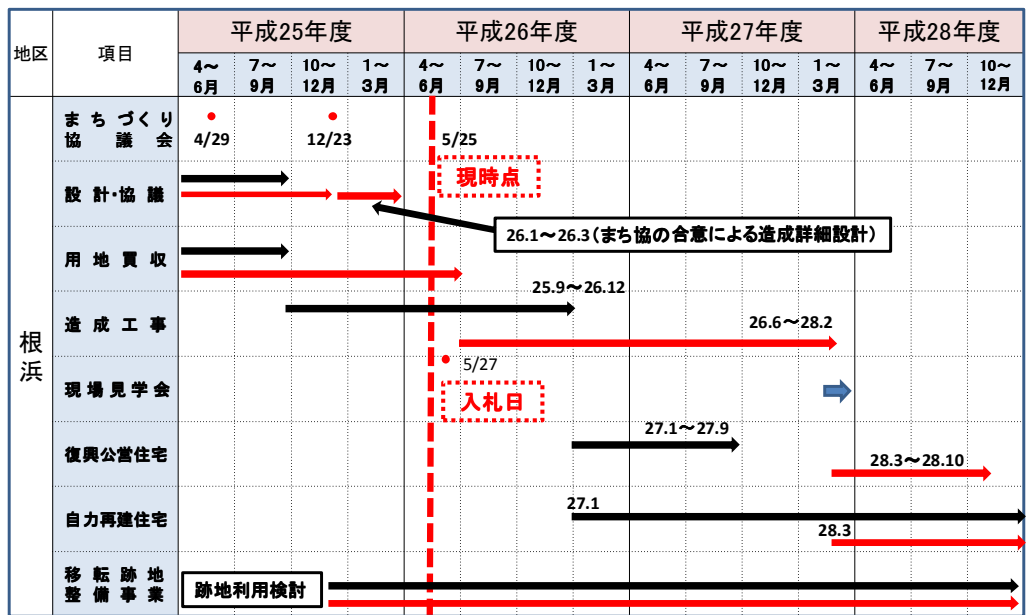 地区
項目
平成25年度
平成26年度
平成27年度
平成28年度
4～6月
7～9月
10～12月
1～3月
4～6月
7～9月
10～12月
1～3月
4～6月
7～9月
10～12月
1～3月
4～6月
7～9月
10～12月
根浜
まちづくり
協議会
4/29
12/23
5/25
現時点
設計・協議
26.1～26.3（まち協の合意による造成詳細設計）
用地買収
25.9～26.12
造成工事
26.6～28.2
現場見学会
5/27
入札日
復興公営住宅
27.1～27.9
28.3～28.10
自力再建住宅
27.1
28.3
移転跡地
整備事業
跡地利用検討